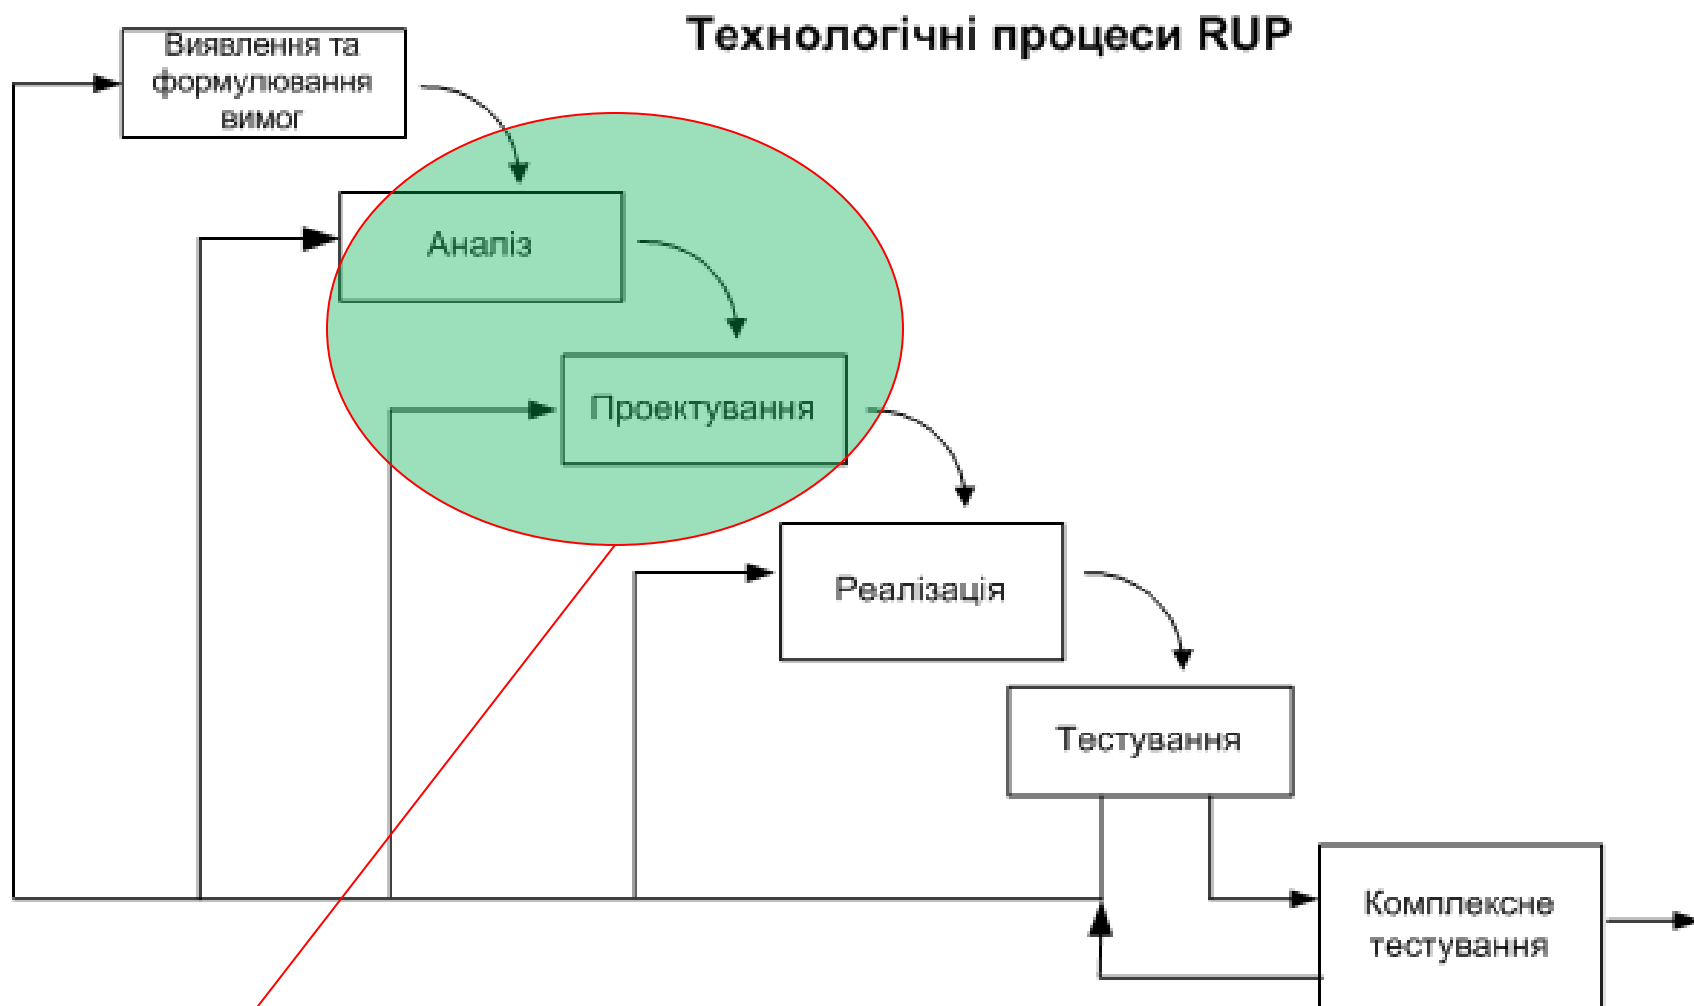 Технологічні процеси RUP
Виявлення та
формулювання
вимог
Аналіз
Проектування
Реалізація
Тестування
Комплексне
тестування